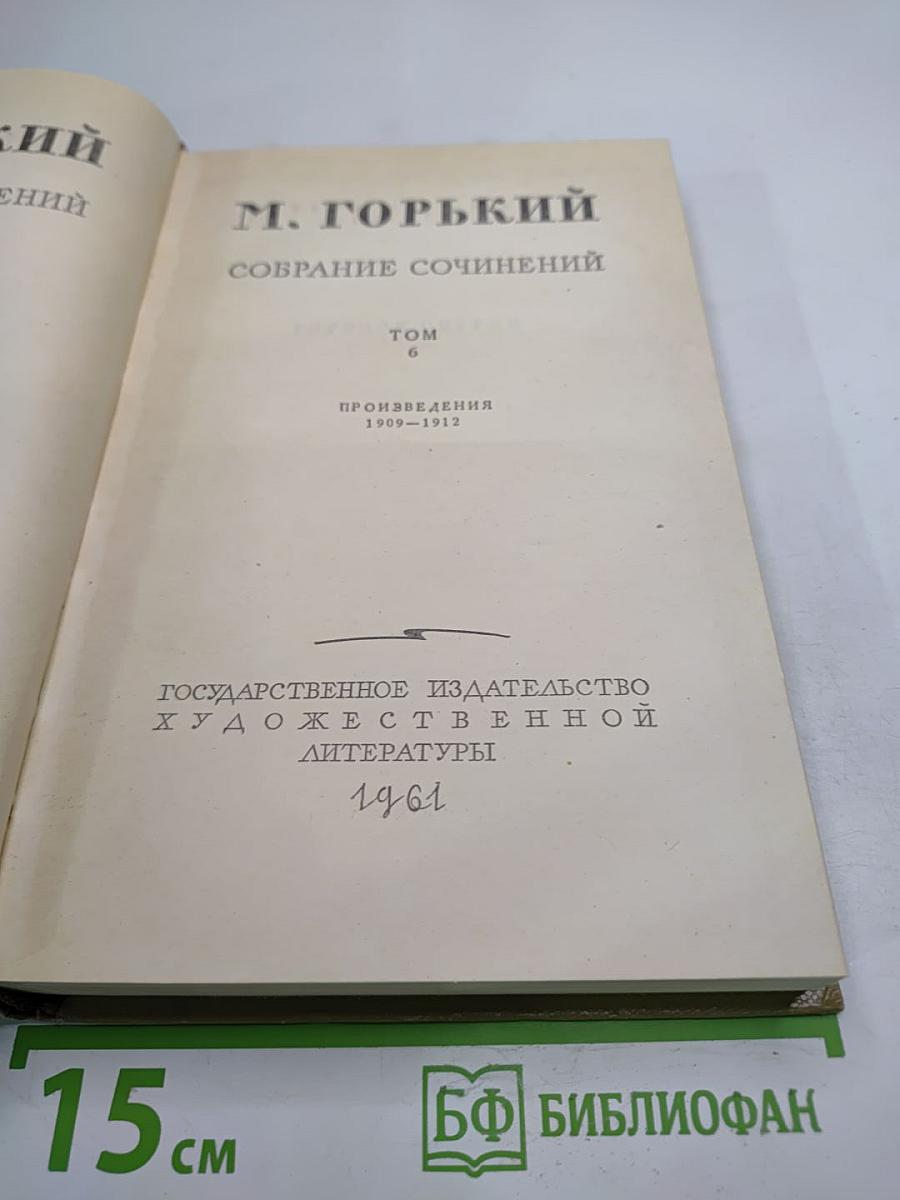 КИЙ
ЕНИЙ
М. ГОРЬКИЙ
СОБРАНИЕ СОЧИНЕНИЙ
ТОМ
6
ПРОИЗВЕДЕНИЯ
1909—1912
ГОСУДАРСТВЕННОЕ ИЗДАТЕЛЬСТВО
ХУДОЖЕСТВЕННОЙ
ЛИТЕРАТУРЫ
1961
15 см
БФ БИБЛИОФАН